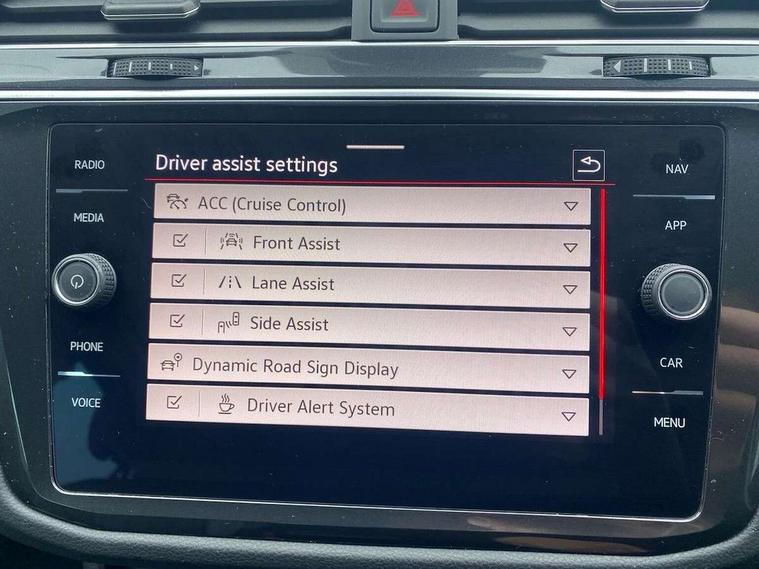 Driver assist settings
ACC (Cruise Control)
Front Assist
Lane Assist
Side Assist
Dynamic Road Sign Display
Driver Alert System
RADIO
MEDIA
PHONE
VOICE
NAV
APP
CAR
MENU